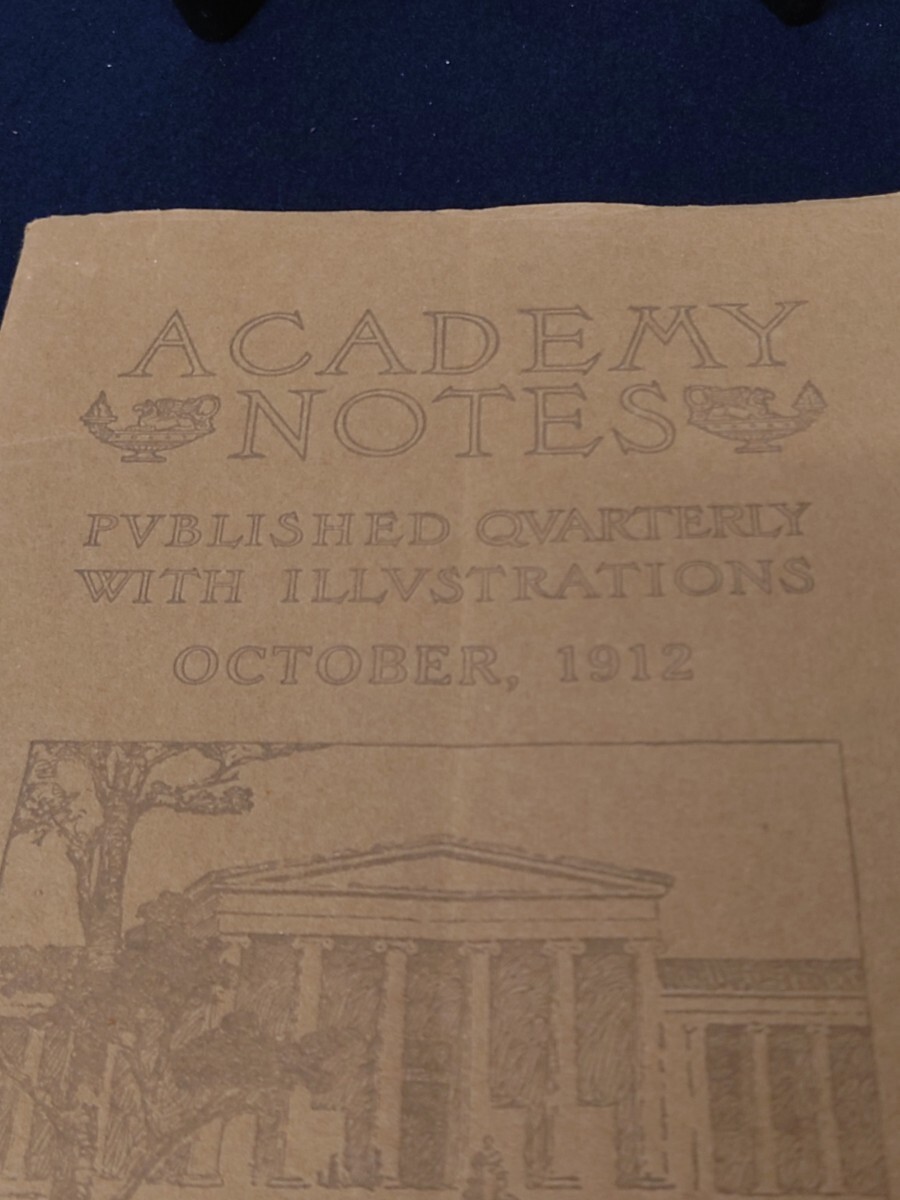 ACADEMY
NOTES
PVBLISHED QVARTERLY
WITH ILLVSTRATIONS
OCTOBER, 1912